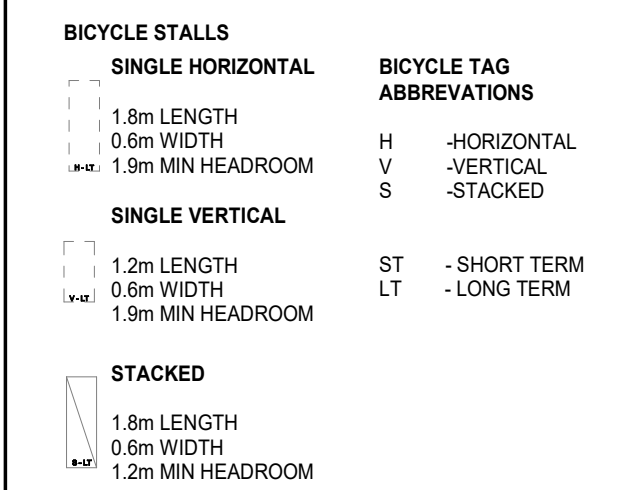 BICYCLE STALLS
SINGLE HORIZONTAL
H-LT
1.8m LENGTH
0.6m WIDTH
1.9m MIN HEADROOM
SINGLE VERTICAL
V-LT
1.2m LENGTH
0.6m WIDTH
1.9m MIN HEADROOM
STACKED
S-LT
1.8m LENGTH
0.6m WIDTH
1.2m MIN HEADROOM
BICYCLE TAG
ABBREVATIONS
H -HORIZONTAL
V -VERTICAL
S -STACKED
ST - SHORT TERM
LT - LONG TERM